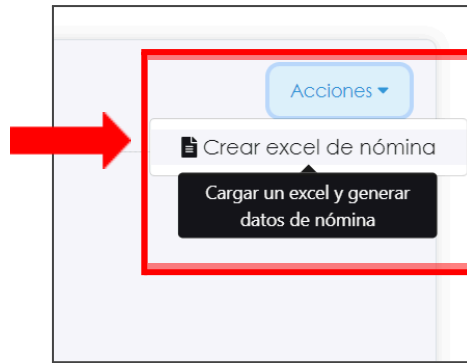 Acciones
Crear excel de nómina
Cargar un excel y generar
datos de nómina